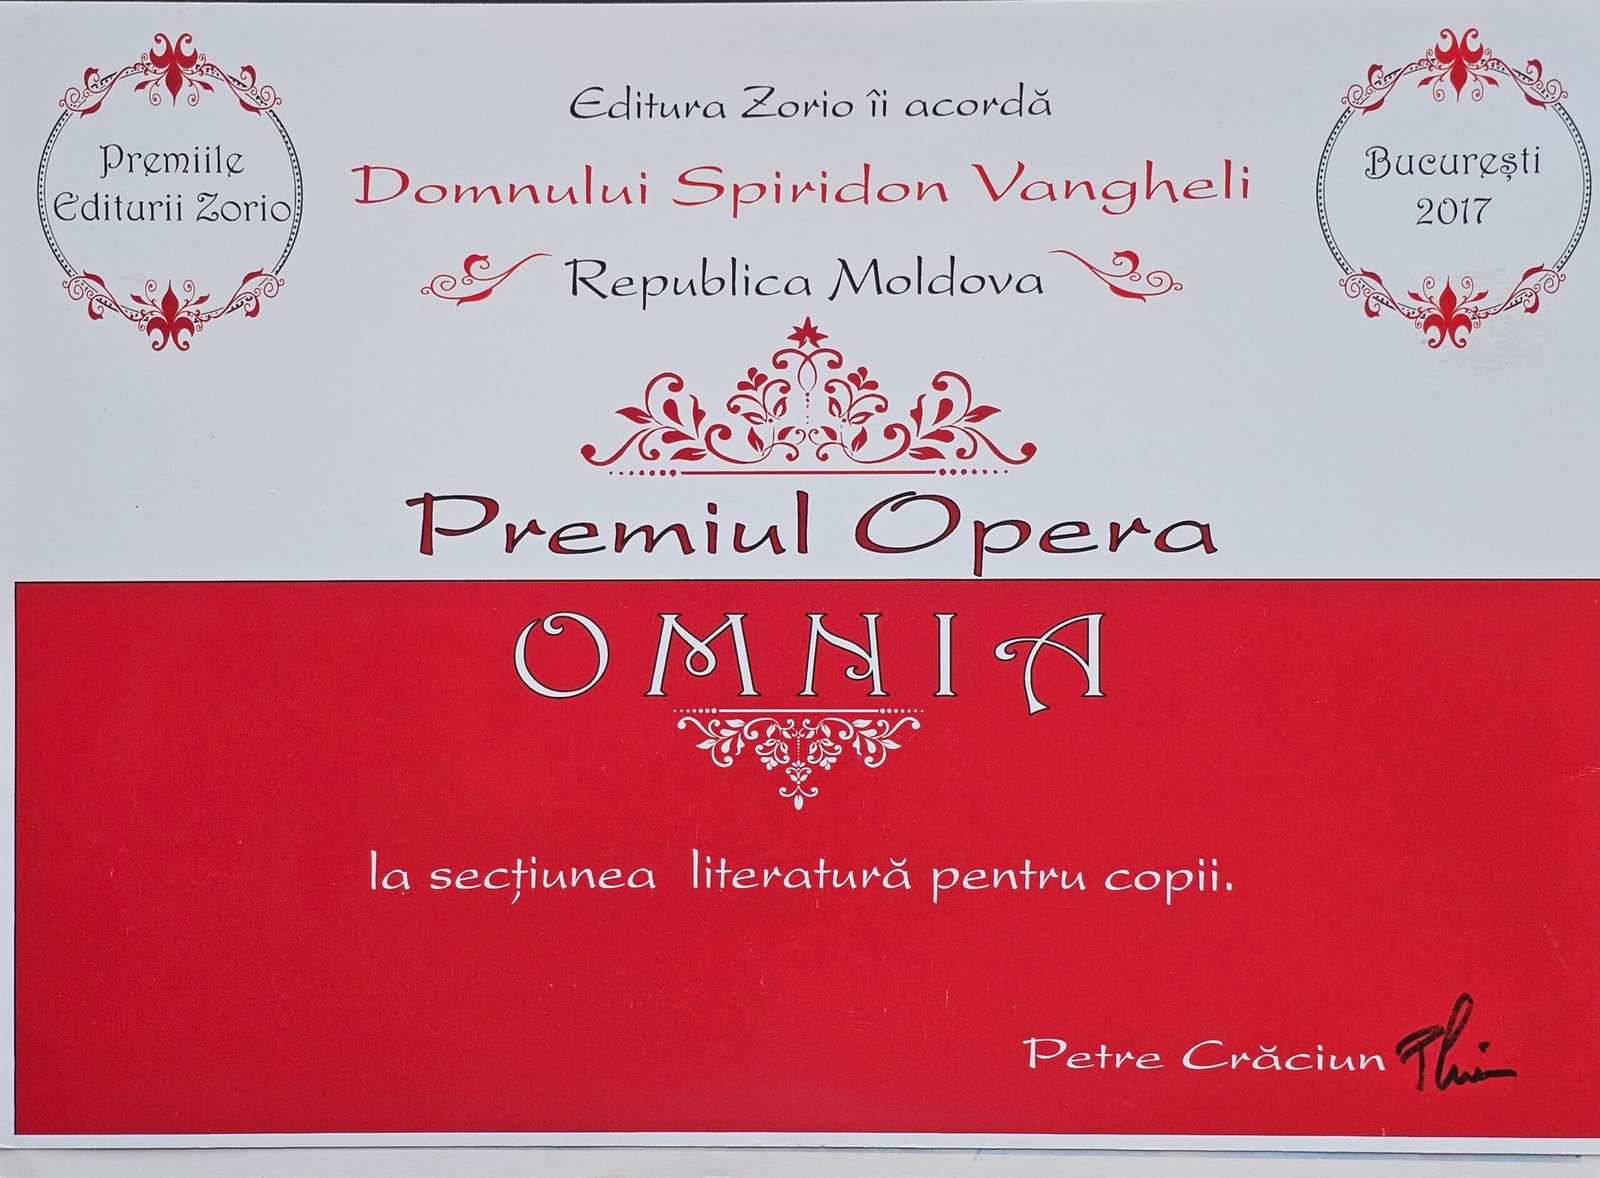 Premiile
Editurii Zorio
București
2017
Editura Zorio îi acordă
Domnului Spiridon Vangheli
Republica Moldova
Premiul Opera
OMNIA
la secțiunea literatură pentru copii.
Petre Crăciun